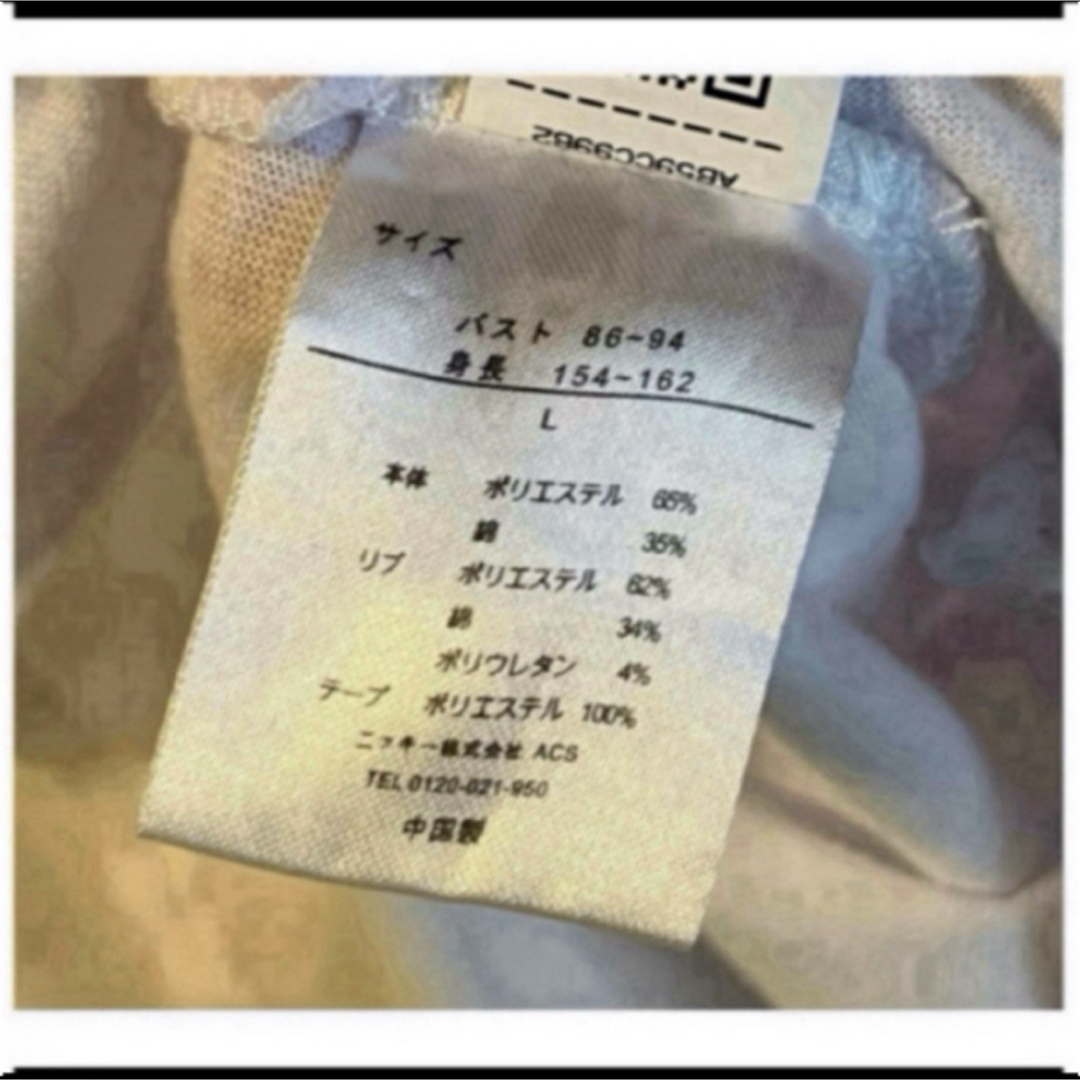 サイズ
バスト 86~94
身長 154~162
L
本体 ポリエステル 65%
綿 35%
リブ ポリエステル 62%
綿 34%
ポリウレタン 4%
テープ ポリエステル 100%
ニッキー株式会社 ACS
TEL 0120-021-950
中国製